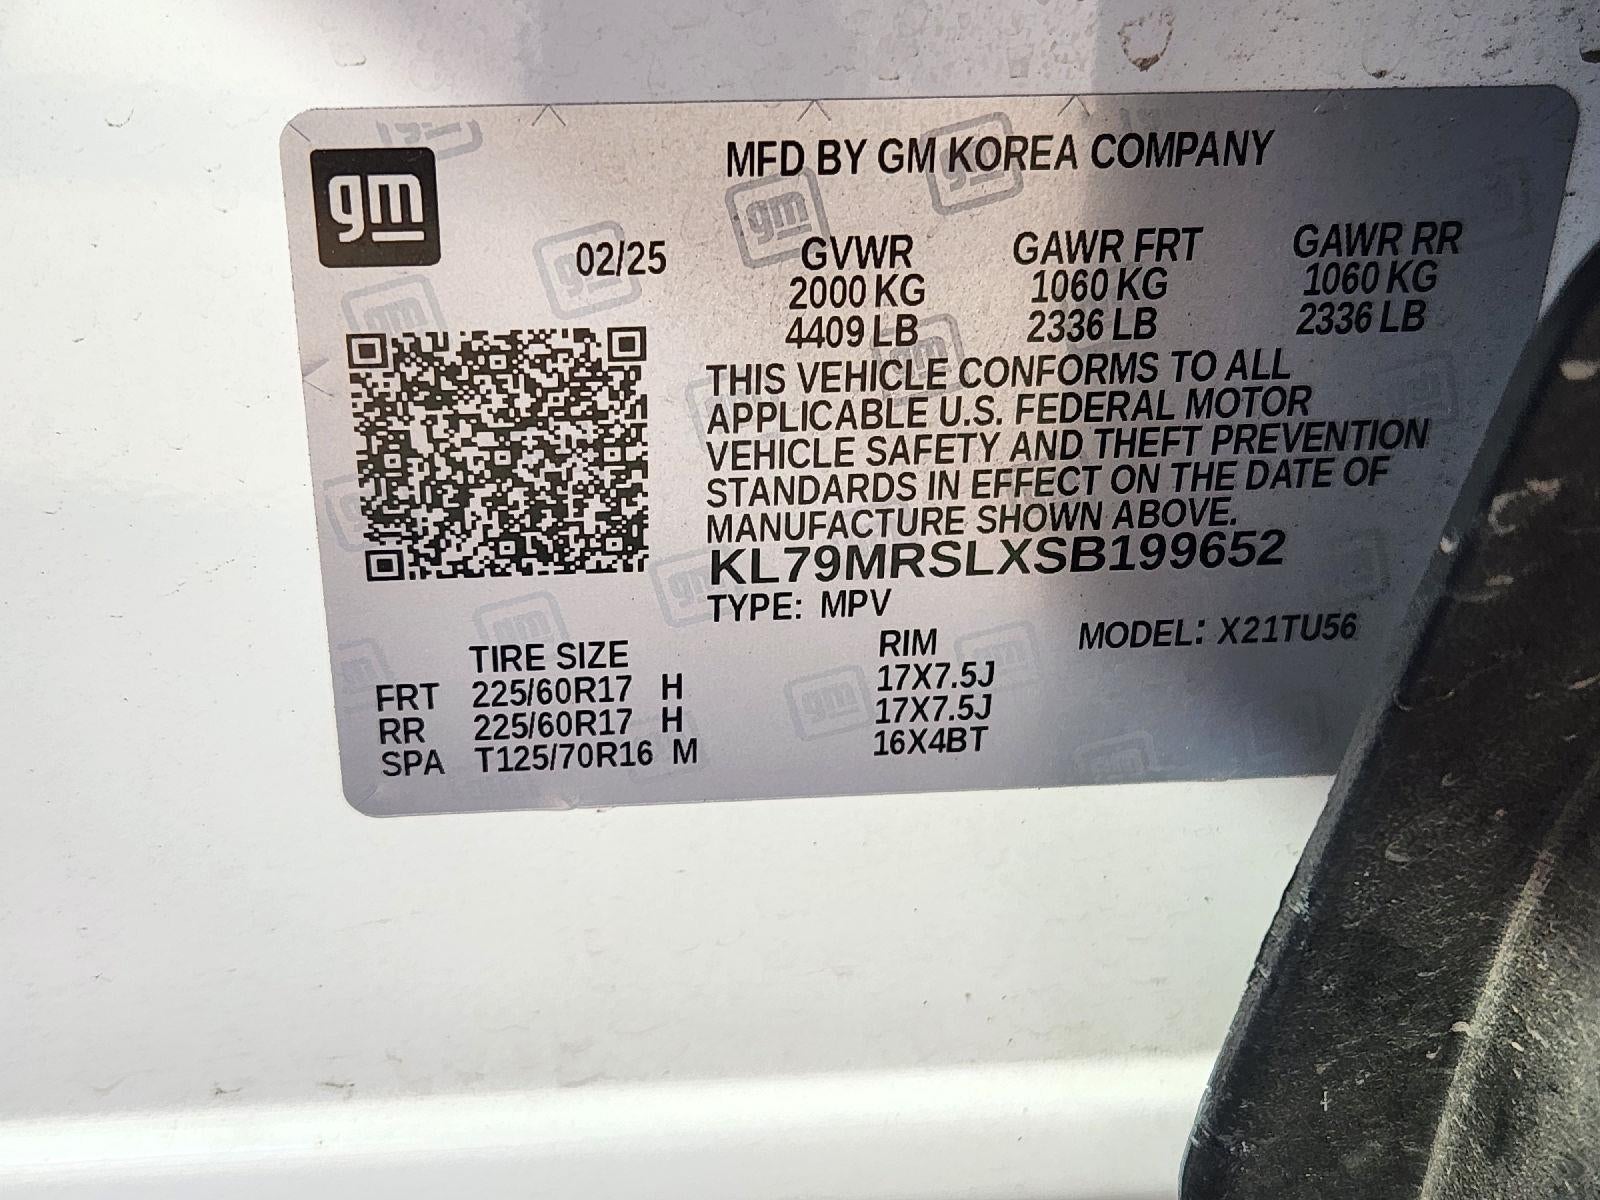 gm
MFD BY GM KOREA COMPANY
02/25
GVWR GAWR FRT GAWR RR
2000 KG 1060 KG 1060 KG
4409 LB 2336 LB 2336 LB
THIS VEHICLE CONFORMS TO ALL
APPLICABLE U.S. FEDERAL MOTOR
VEHICLE SAFETY AND THEFT PREVENTION
STANDARDS IN EFFECT ON THE DATE OF
MANUFACTURE SHOWN ABOVE.
KL79MRSLXSB199652
TYPE: MPV
MODEL: X21TU56
TIRE SIZE RIM
FRT 225/60R17 H 17X7.5J
RR 225/60R17 H 17X7.5J
SPA T125/70R16 M 16X4BT